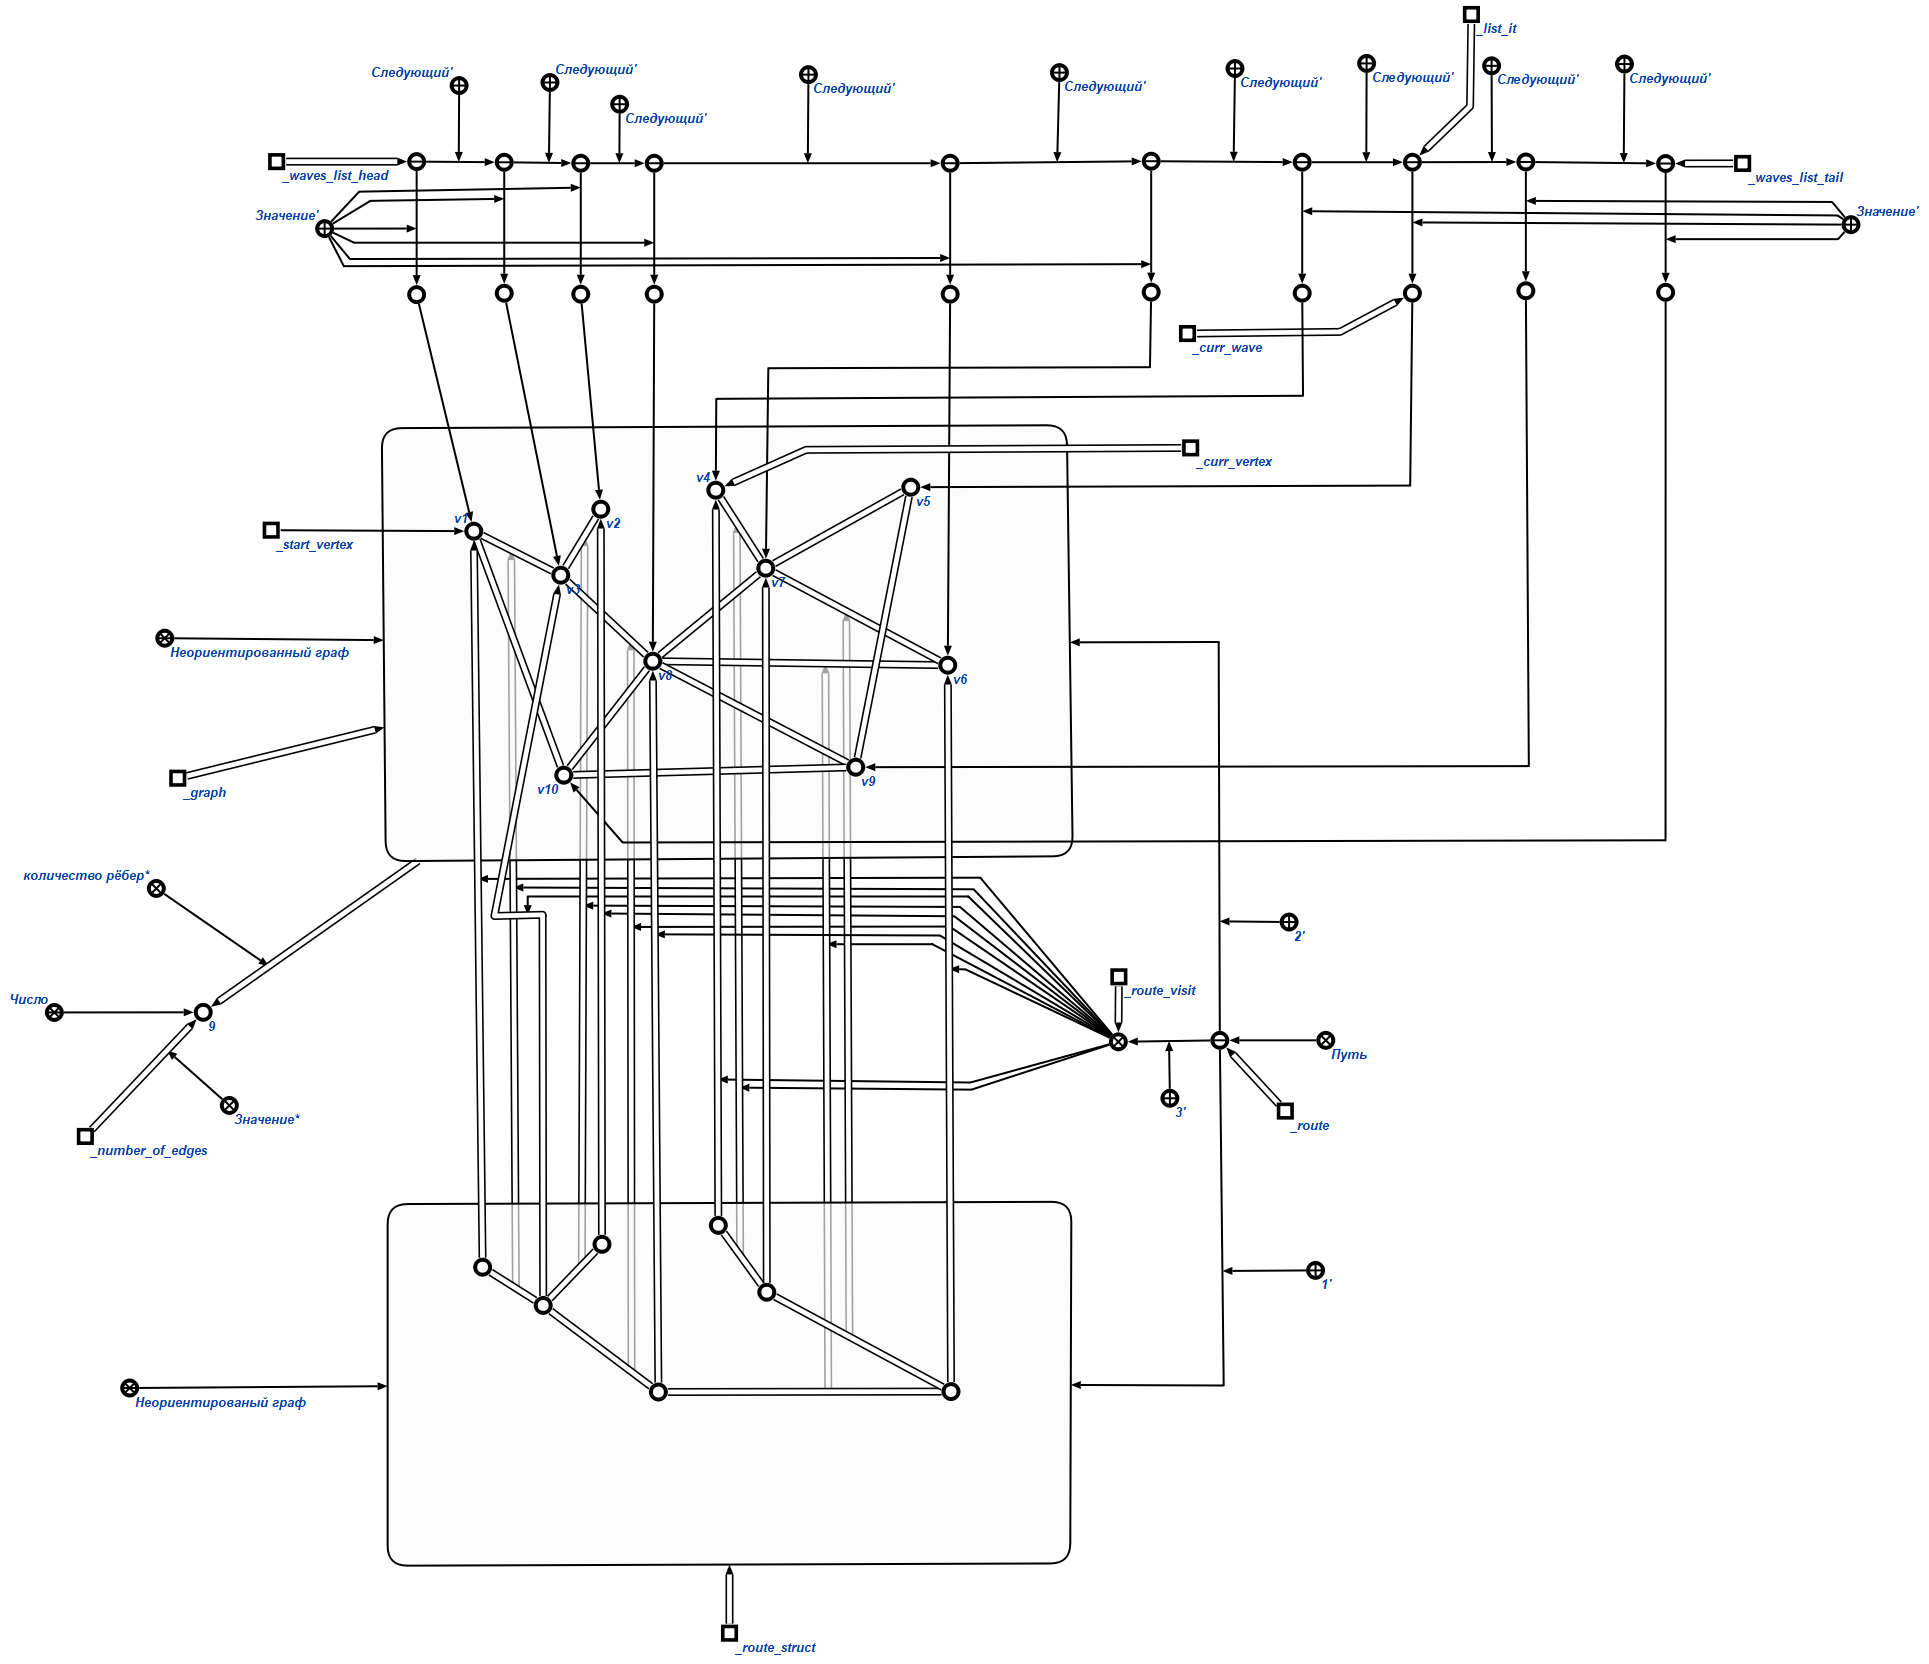 _list_it
Следующий'
Следующий'
Следующий'
Следующий'
Следующий'
Следующий'
Следующий'
Следующий'
Следующий'
_waves_list_head
_waves_list_tail
Значение'
Значение'
_curr_wave
_curr_vertex
v4
v5
v1
v2
_start_vertex
v3
v7
Неориентированный граф
v8
v6
_graph
v10
v9
количество рёбер*
2'
Число
9
_route_visit
Путь
3'
Значение*
_route
_number_of_edges
1'
Неориентированый граф
_route_struct